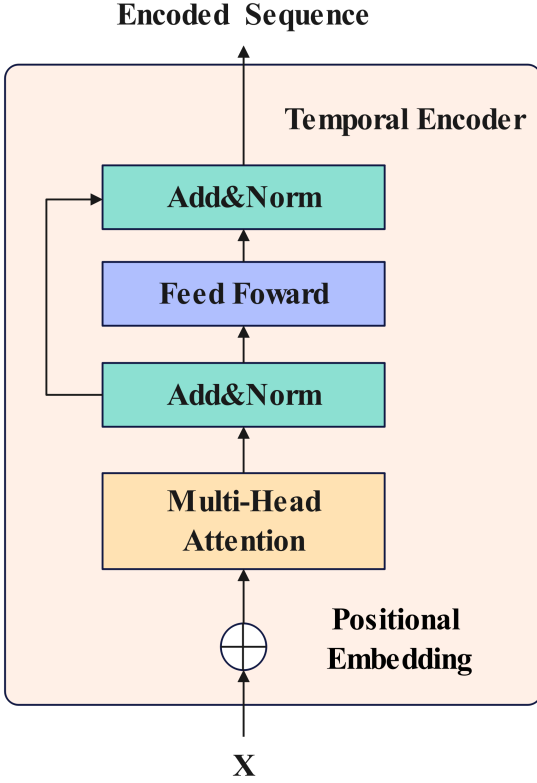 Encoded Sequence
Temporal Encoder
Add&Norm
Feed Foward
Add&Norm
Multi-Head
Attention
Positional
Embedding
X